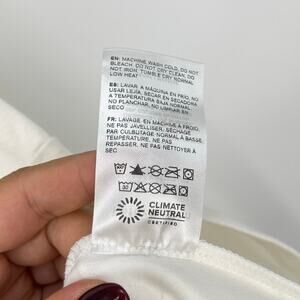 EN: MACHINE WASH COLD, DO NOT
BLEACH, DO NOT DRY CLEAN, DO
NOT IRON, TUMBLE DRY NORMAL
LOW HEAT
ES: LAVAR A MÁQUINA EN FRÍO, NO
USAR LEJÍA, SECAR EN SECADORA
A TEMPERATURA BAJA NORMAL,
NO PLANCHAR, NO LIMPIAR EN
SECO
FR: LAVAGE EN MACHINE À FROID,
NE PAS JAVELLISER, SÉCHAGE
PAR CULBUTAGE NORMAL À BASSE
TEMPÉRATURE, NE PAS
REPASSER, NE PAS NETTOYER À
SEC
CLIMATE
NEUTRAL
CERTIFIED